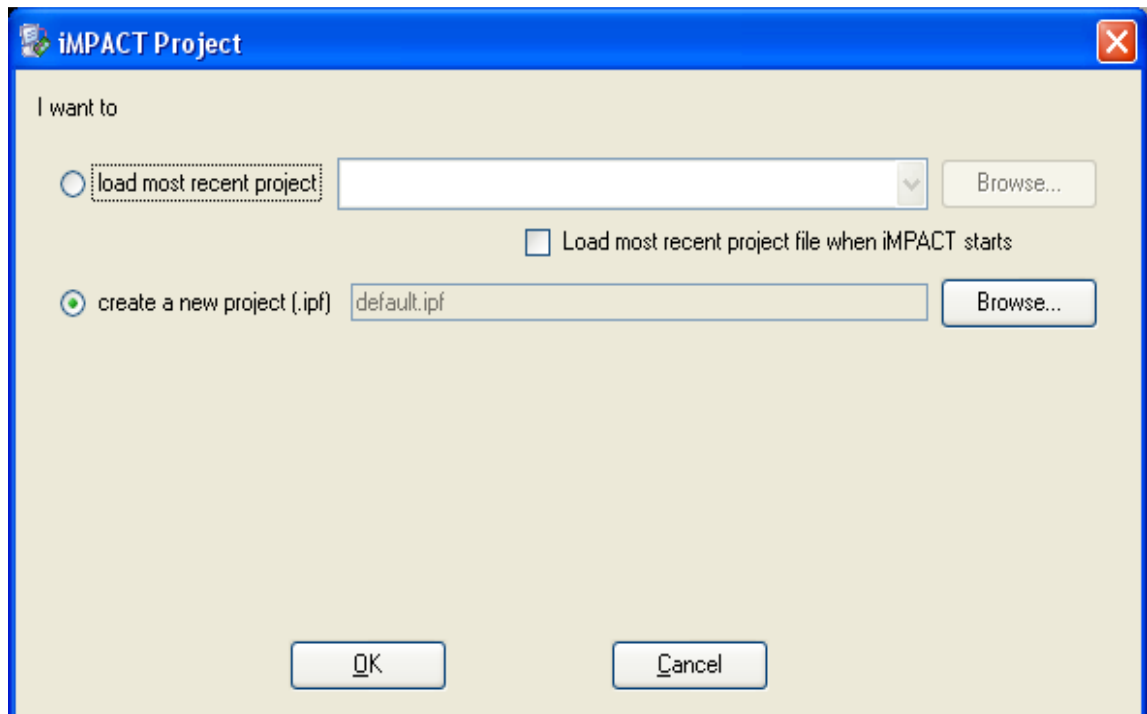 iMPACT Project
I want to
load most recent project Browse...
Load most recent project file when iMPACT starts
create a new project (.ipf) default.ipf Browse...
OK Cancel